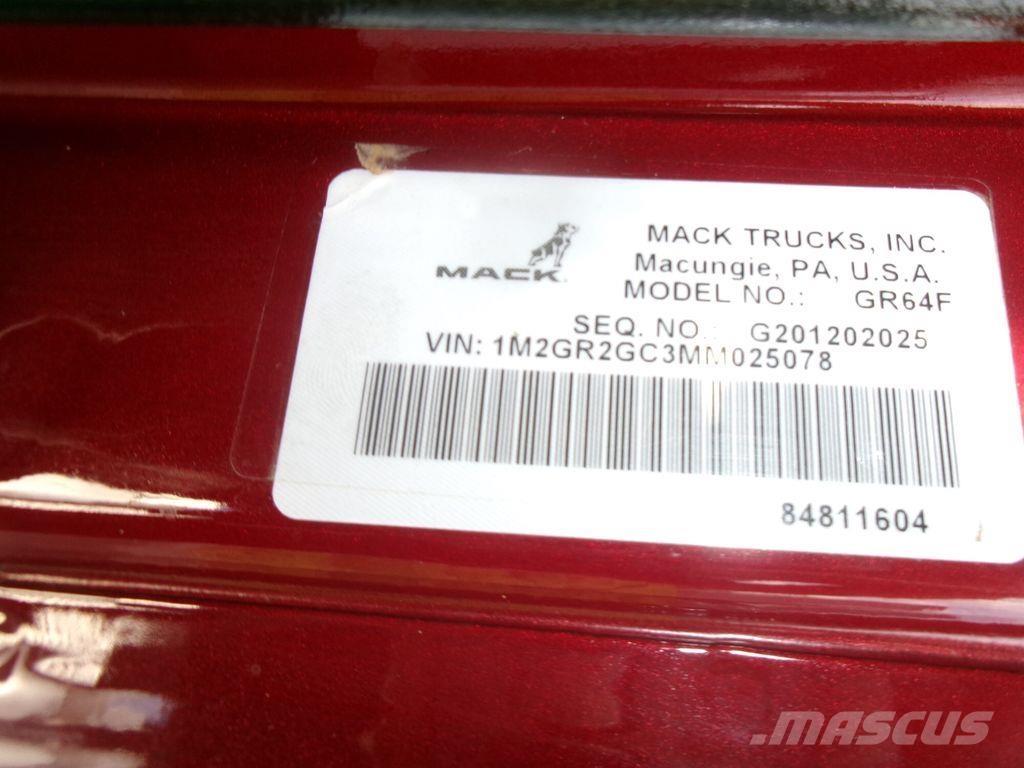 MACK
MACK TRUCKS, INC.
Macungie, PA, U.S.A.
MODEL NO.: GR64F
SEQ. NO.: G201202025
VIN: 1M2GR2GC3MM025078
84811604
.MASCUS